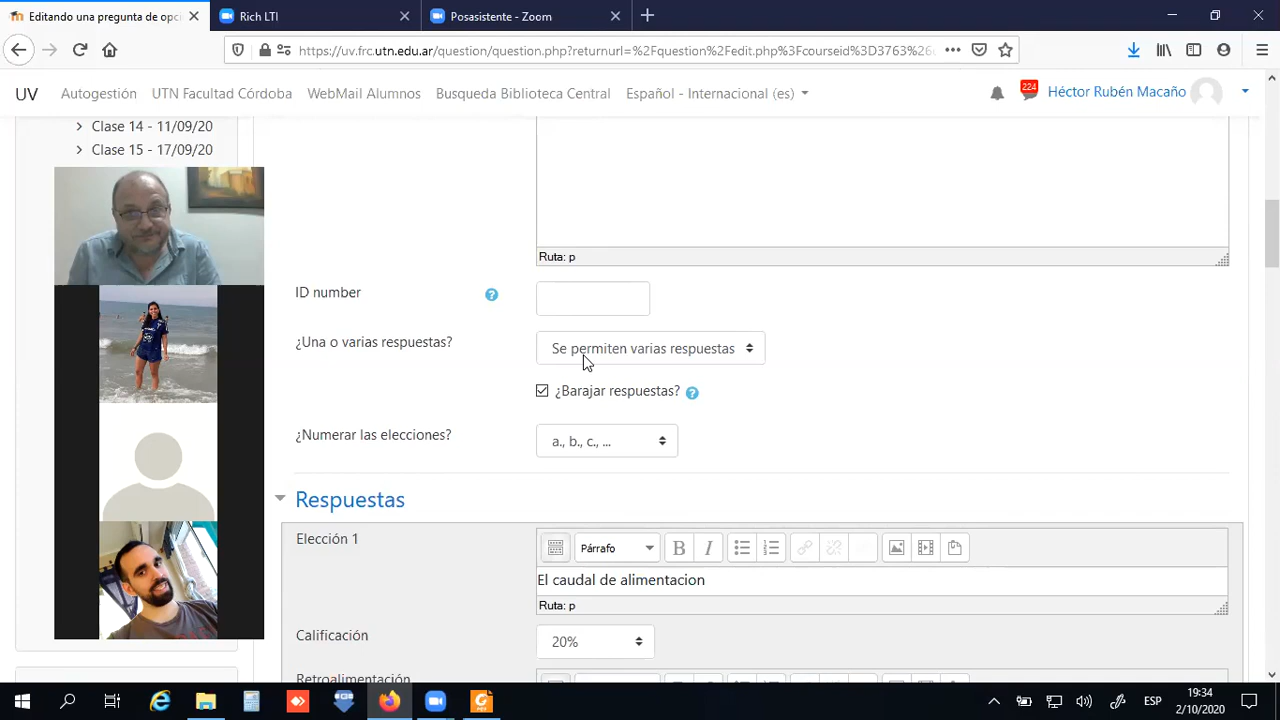 Editando una pregunta de opci
Rich LTI
Posasistente - Zoom
https://uv.frc.utn.edu.ar/question/question.php?returnurl=%2Fquestion%2Fedit.php%3Fcourseid%3D3763%26
UV
Autogestión
UTN Facultad Córdoba
WebMail Alumnos
Busqueda Biblioteca Central
Español - Internacional (es)
224
Héctor Rubén Macaño
Clase 14 - 11/09/20
Clase 15 - 17/09/20
Ruta: p
ID number
¿Una o varias respuestas?
Se permiten varias respuestas
¿Barajar respuestas?
¿Numerar las elecciones?
a., b., c., ...
Respuestas
Elección 1
Párrafo
B I
El caudal de alimentacion
Ruta: p
Calificación
20%
Retroalimentación
ESP
19:34
2/10/2020